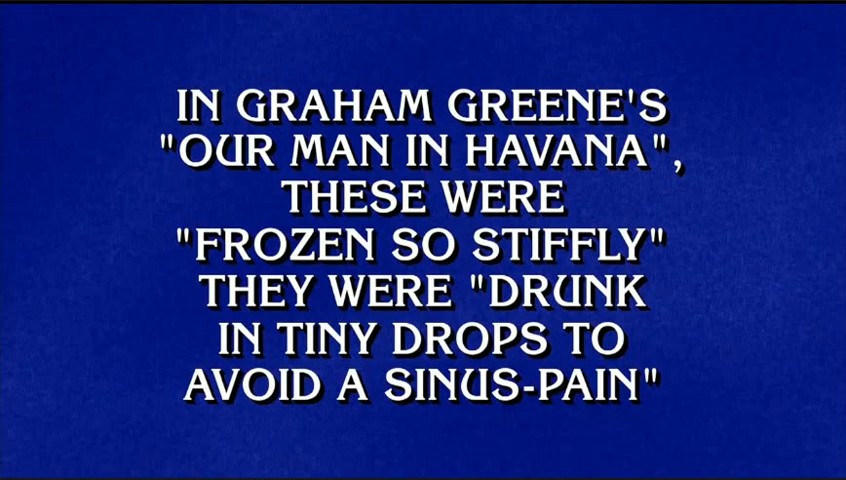 IN GRAHAM GREENE'S
"OUR MAN IN HAVANA",
THESE WERE
"FROZEN SO STIFFLY"
THEY WERE "DRUNK
IN TINY DROPS TO
AVOID A SINUS-PAIN"